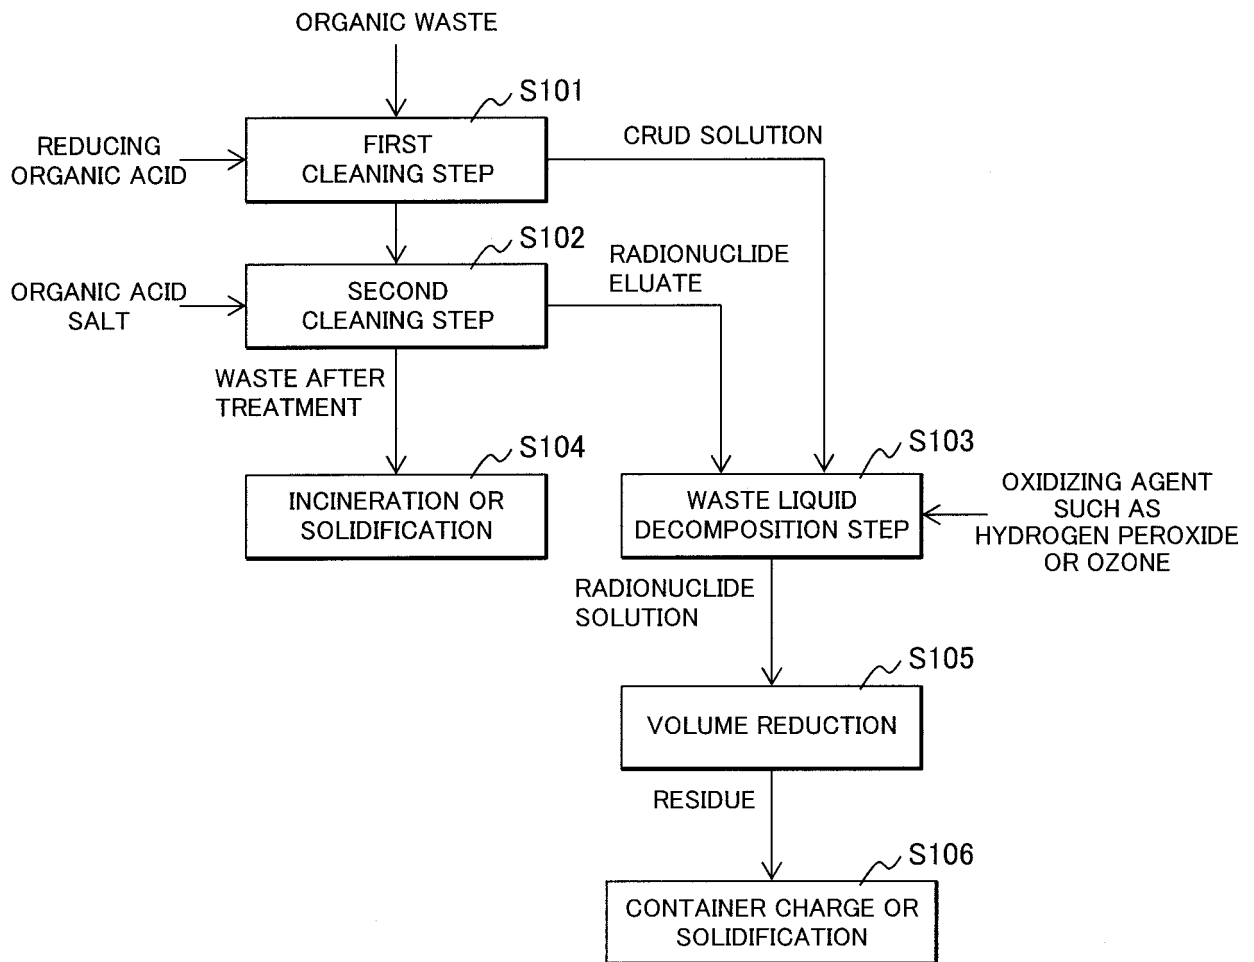 ORGANIC WASTE
S101
REDUCING
ORGANIC ACID
FIRST
CLEANING STEP
CRUD SOLUTION
S102
ORGANIC ACID
SALT
SECOND
CLEANING STEP
RADIONUCLIDE
ELUATE
WASTE AFTER
TREATMENT
S104
INCINERATION OR
SOLIDIFICATION
S103
WASTE LIQUID
DECOMPOSITION STEP
OXIDIZING AGENT
SUCH AS
HYDROGEN PEROXIDE
OR OZONE
RADIONUCLIDE
SOLUTION
S105
VOLUME REDUCTION
RESIDUE
S106
CONTAINER CHARGE OR
SOLIDIFICATION